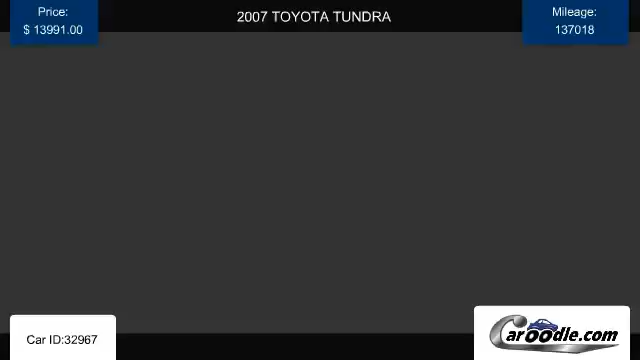 Price:
$ 13991.00
2007 TOYOTA TUNDRA
Mileage:
137018
Car ID:32967
Caroodle.com